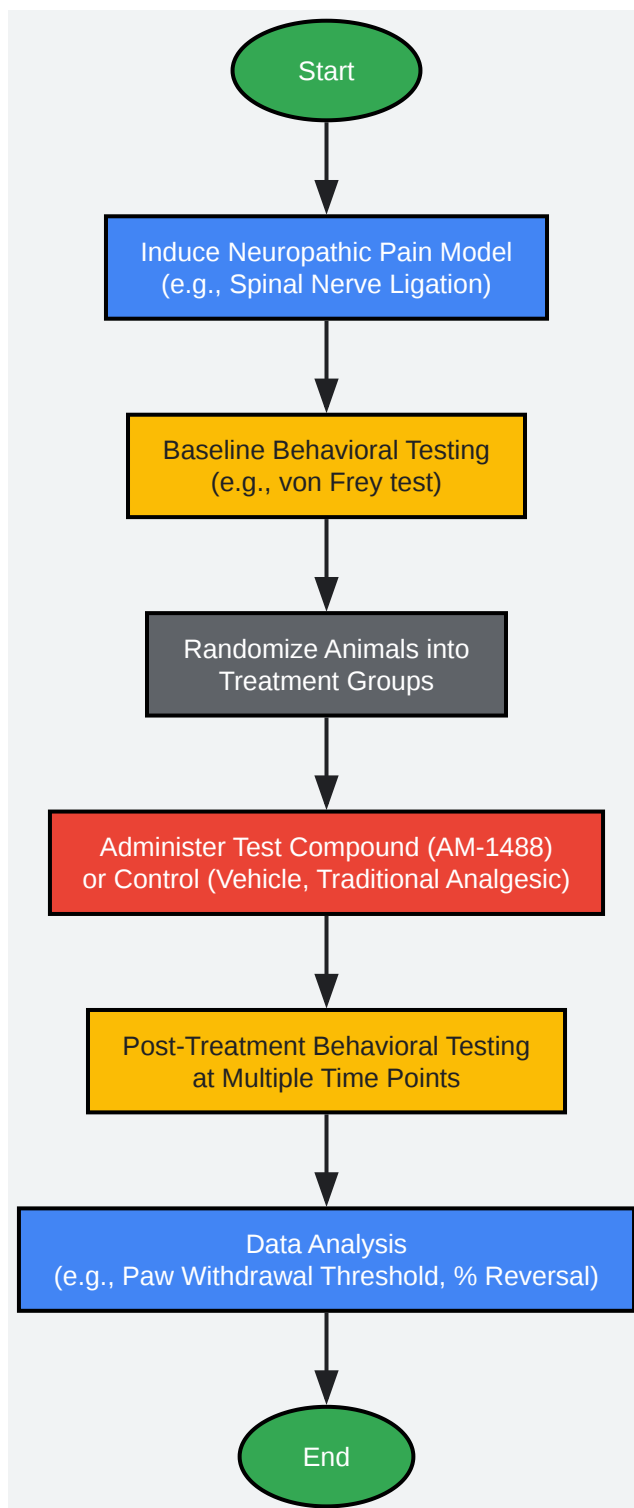 Start
Induce Neuropathic Pain Model
(e.g., Spinal Nerve Ligation)
Baseline Behavioral Testing
(e.g., von Frey test)
Randomize Animals into
Treatment Groups
Administer Test Compound (AM-1488)
or Control (Vehicle, Traditional Analgesic)
Post-Treatment Behavioral Testing
at Multiple Time Points
Data Analysis
(e.g., Paw Withdrawal Threshold, % Reversal)
End